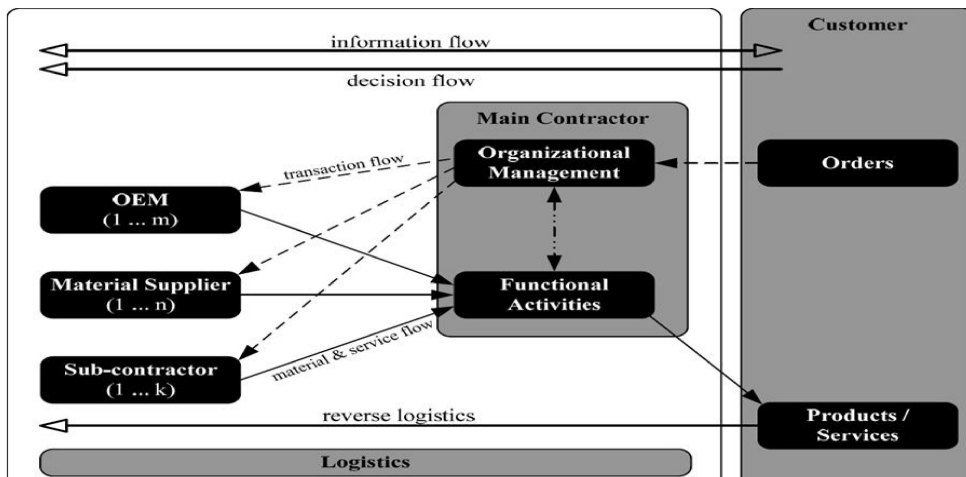 information flow
Customer
decision flow
Main Contractor
transaction flow
Organizational
Management
Orders
OEM
(1 ... m)
Material Supplier
(1 ... n)
Functional
Activities
Sub-contractor
(1 ... k)
material & service flow
reverse logistics
Products /
Services
Logistics